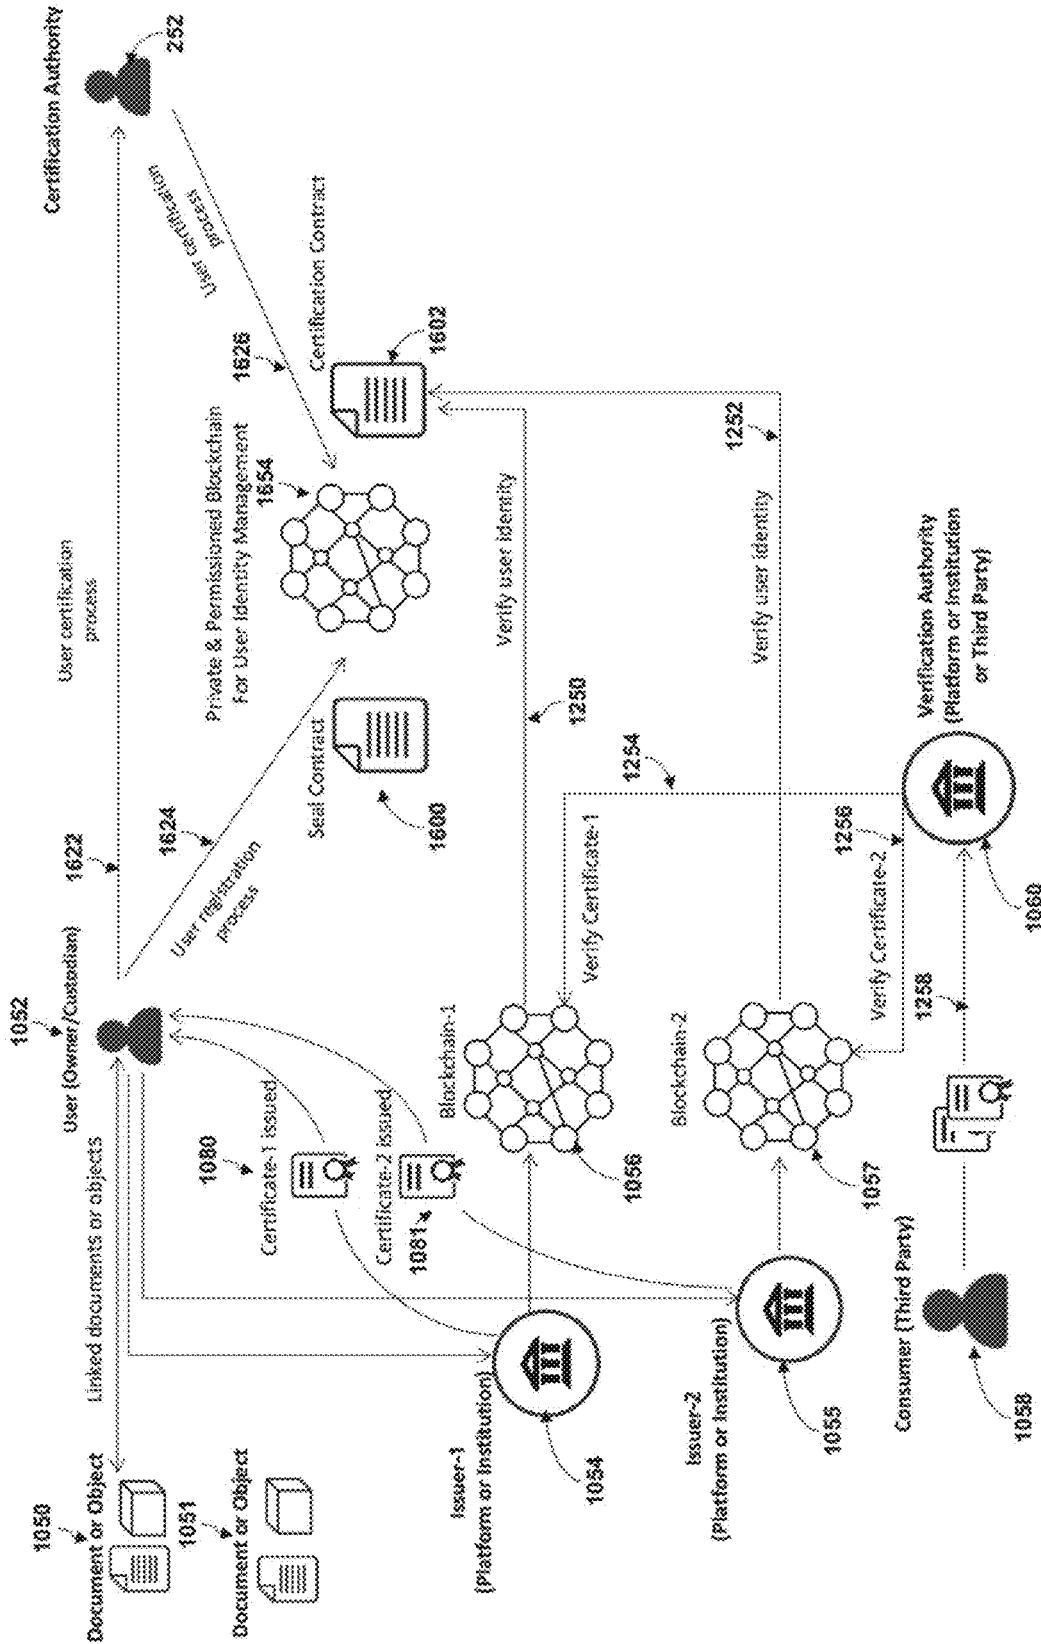 1050
Document or Object
1051
Document or Object
Linked documents or objects
1052
User (Owner/Custodian)
1622
User certification
process
Certification Authority
252
1624
User registration
process
User certification
process
1626
Private & Permissioned Blockchain
For User Identity Management
1654
Seal Contract
1600
Certification Contract
1602
1080
Certificate-1 issued
Certificate-2 issued
1081
Issuer-1
(Platform or Institution)
1054
Blockchain-1
1056
Verify user identity
1250
Verify Certificate-1
1254
Issuer-2
(Platform or Institution)
1055
Blockchain-2
1057
Verify user identity
1252
Verify Certificate-2
1256
Consumer (Third Party)
1058
1258
Verification Authority
(Platform or Institution
or Third Party)
1060